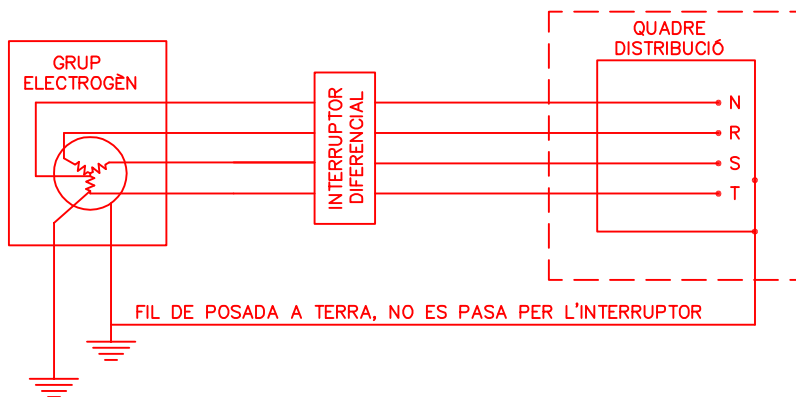 GRUP
ELECTROGÈN
INTERRUPTOR
DIFERENCIAL
QUADRE
DISTRIBUCIÓ
N
R
S
T
FIL DE POSADA A TERRA, NO ES PASA PER L'INTERRUPTOR